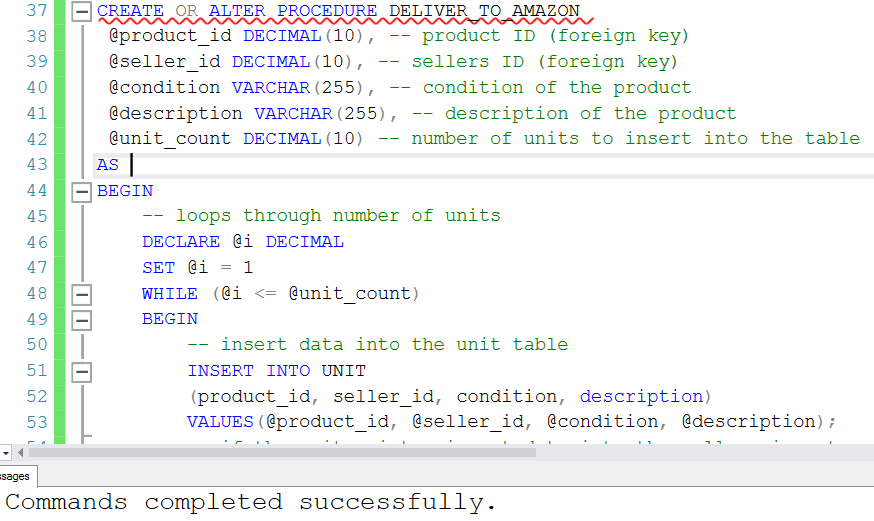 37 CREATE OR ALTER PROCEDURE DELIVER_TO_AMAZON
38 @product_id DECIMAL(10), -- product ID (foreign key)
39 @seller_id DECIMAL(10), -- sellers ID (foreign key)
40 @condition VARCHAR(255), -- condition of the product
41 @description VARCHAR(255), -- description of the product
42 @unit_count DECIMAL(10) -- number of units to insert into the table
43 AS
44 BEGIN
45 -- loops through number of units
46 DECLARE @i DECIMAL
47 SET @i = 1
48 WHILE (@i <= @unit_count)
49 BEGIN
50 -- insert data into the unit table
51 INSERT INTO UNIT
52 (product_id, seller_id, condition, description)
53 VALUES(@product_id, @seller_id, @condition, @description);
ssages
Commands completed successfully.